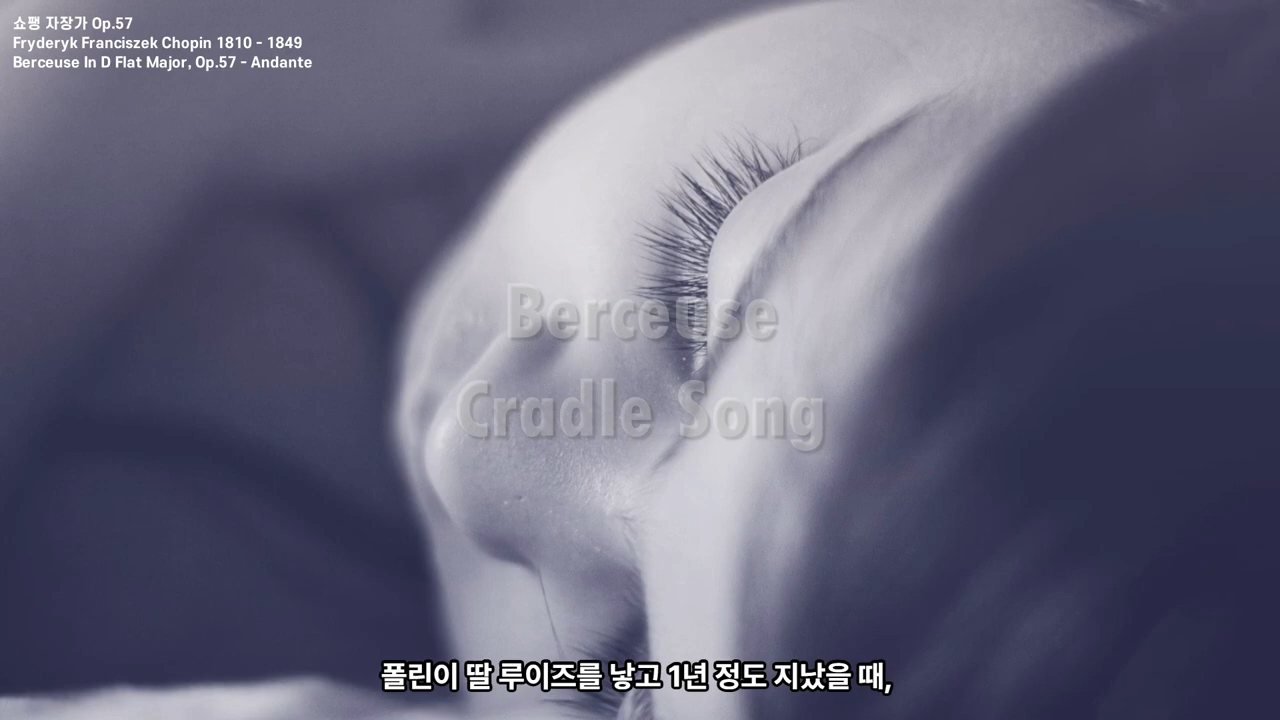 쇼팽 자장가 Op.57
Fryderyk Franciszek Chopin 1810 - 1849
Berceuse In D Flat Major, Op.57 - Andante
Berceuse
Cradle Song
폴린이 딸 루이즈를 낳고 1년 정도 지났을 때,